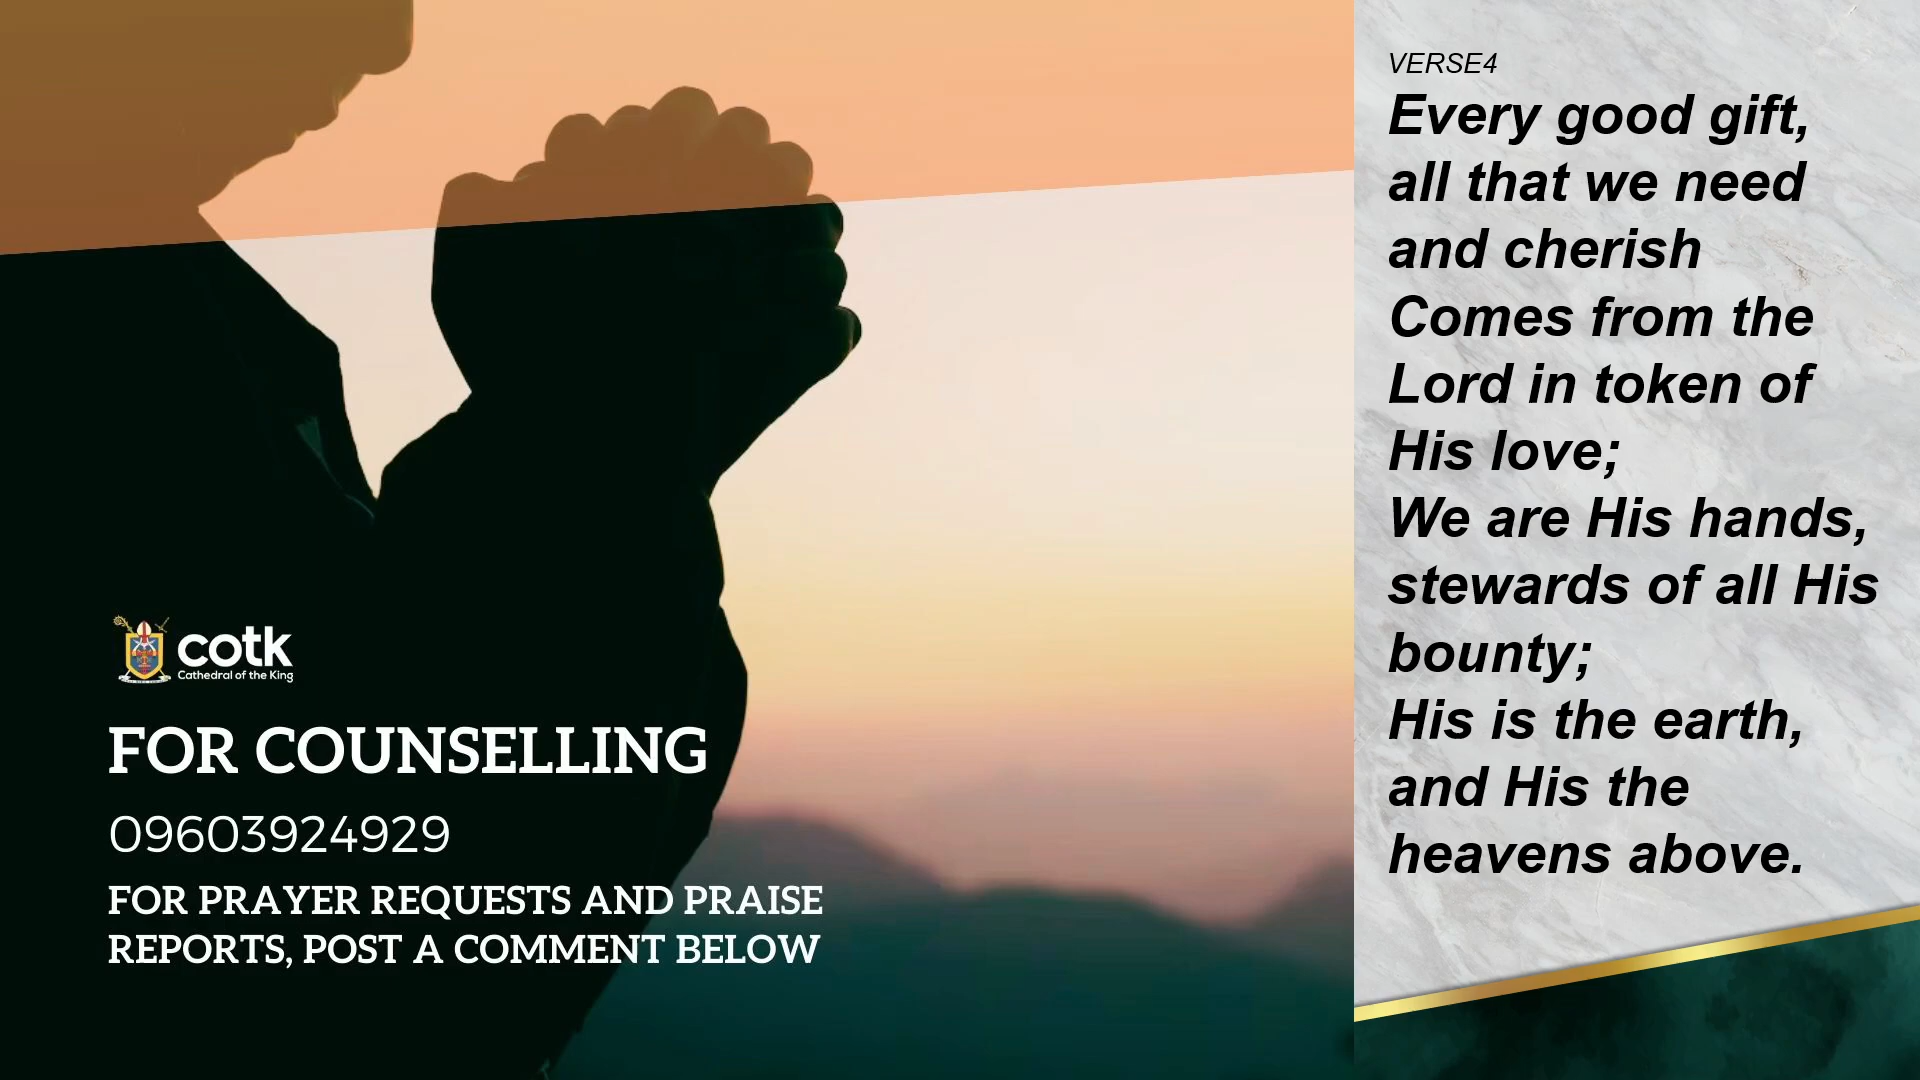 cotk
Cathedral of the King
FOR COUNSELLING
09603924929
FOR PRAYER REQUESTS AND PRAISE
REPORTS, POST A COMMENT BELOW
VERSE4
Every good gift,
all that we need
and cherish
Comes from the
Lord in token of
His love;
We are His hands,
stewards of all His
bounty;
His is the earth,
and His the
heavens above.